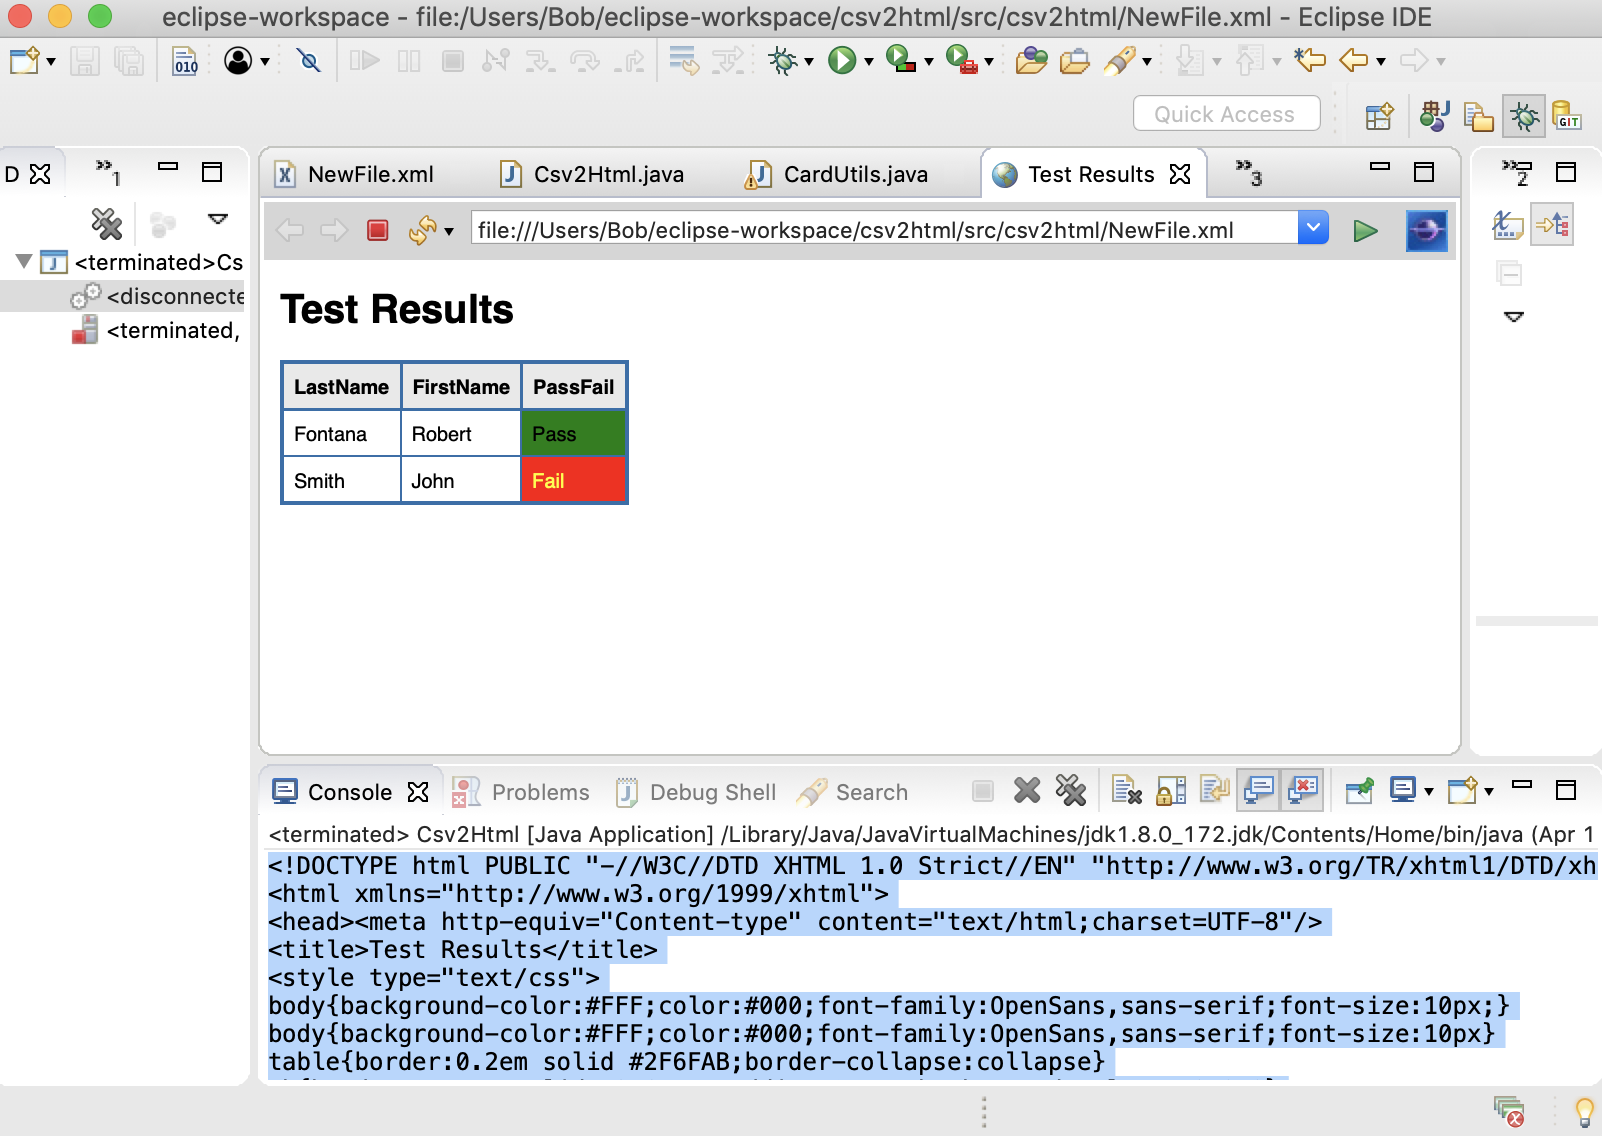 eclipse-workspace - file:/Users/Bob/eclipse-workspace/csv2html/src/csv2html/NewFile.xml - Eclipse IDE
010
Quick Access
J
GIT
D
»1
<terminated>Cs
<disconnecte
<terminated,
NewFile.xml
Csv2Html.java
CardUtils.java
Test Results
»3
»2
file:///Users/Bob/eclipse-workspace/csv2html/src/csv2html/NewFile.xml
Test Results
LastName FirstName PassFail
Fontana Robert Pass
Smith John Fail
Console Problems Debug Shell Search
<terminated> Csv2Html [Java Application] /Library/Java/JavaVirtualMachines/jdk1.8.0_172.jdk/Contents/Home/bin/java (Apr 1
<!DOCTYPE html PUBLIC "-//W3C//DTD XHTML 1.0 Strict//EN" "http://www.w3.org/TR/xhtml1/DTD/xh
<html xmlns="http://www.w3.org/1999/xhtml">
<head><meta http-equiv="Content-type" content="text/html;charset=UTF-8"/>
<title>Test Results</title>
<style type="text/css">
body{background-color:#FFF;color:#000;font-family:OpenSans,sans-serif;font-size:10px;}
body{background-color:#FFF;color:#000;font-family:OpenSans,sans-serif;font-size:10px}
table{border:0.2em solid #2F6FAB;border-collapse:collapse}